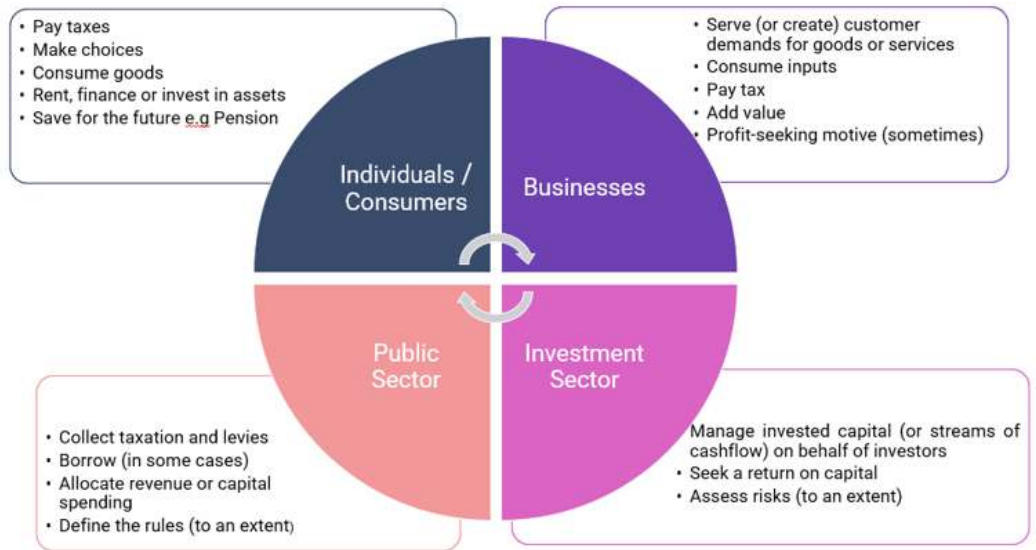 • Pay taxes
• Make choices
• Consume goods
• Rent, finance or invest in assets
• Save for the future e.g Pension
• Serve (or create) customer
demands for goods or services
• Consume inputs
• Pay tax
• Add value
• Profit-seeking motive (sometimes)
Individuals /
Consumers
Businesses
Public
Sector
Investment
Sector
• Collect taxation and levies
• Borrow (in some cases)
• Allocate revenue or capital
spending
• Define the rules (to an extent)
Manage invested capital (or streams of
cashflow) on behalf of investors
• Seek a return on capital
• Assess risks (to an extent)